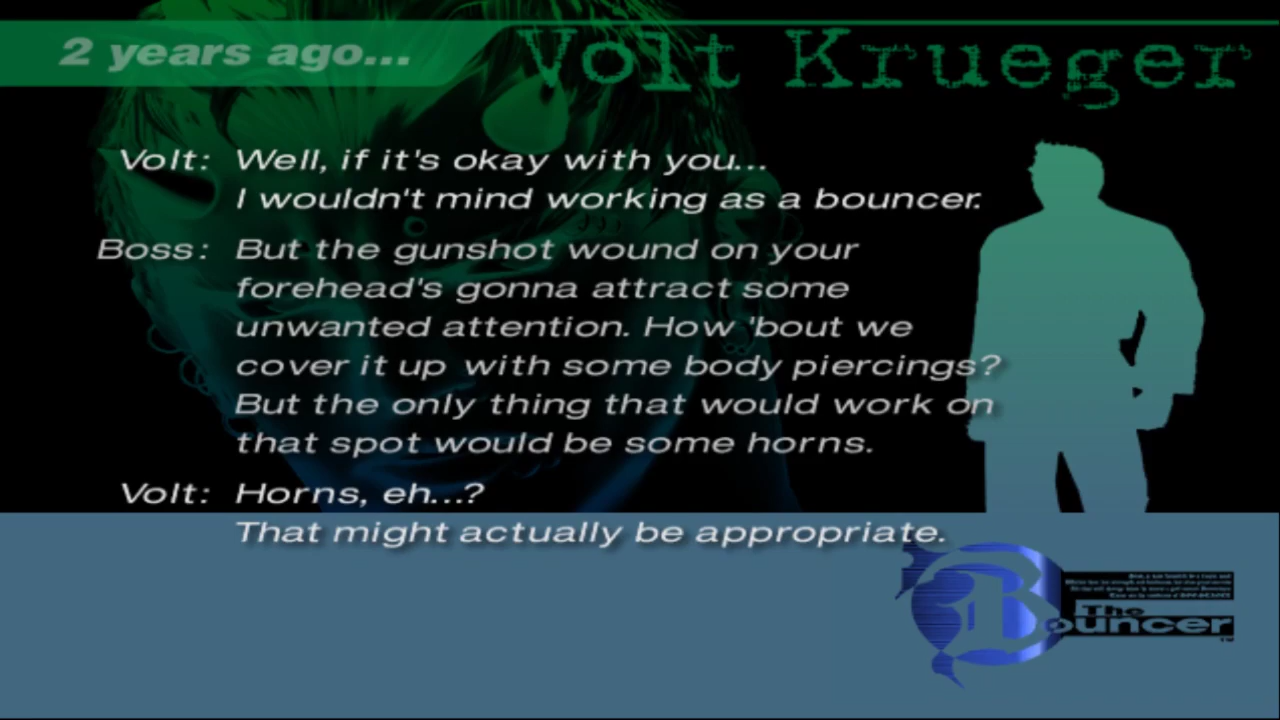 2 years ago...
Volt Krueger
Volt: Well, if it's okay with you...
I wouldn't mind working as a bouncer.
Boss: But the gunshot wound on your
forehead's gonna attract some
unwanted attention. How 'bout we
cover it up with some body piercings?
But the only thing that would work on
that spot would be some horns.
Volt: Horns, eh...?
That might actually be appropriate.
The
Bouncer
TM